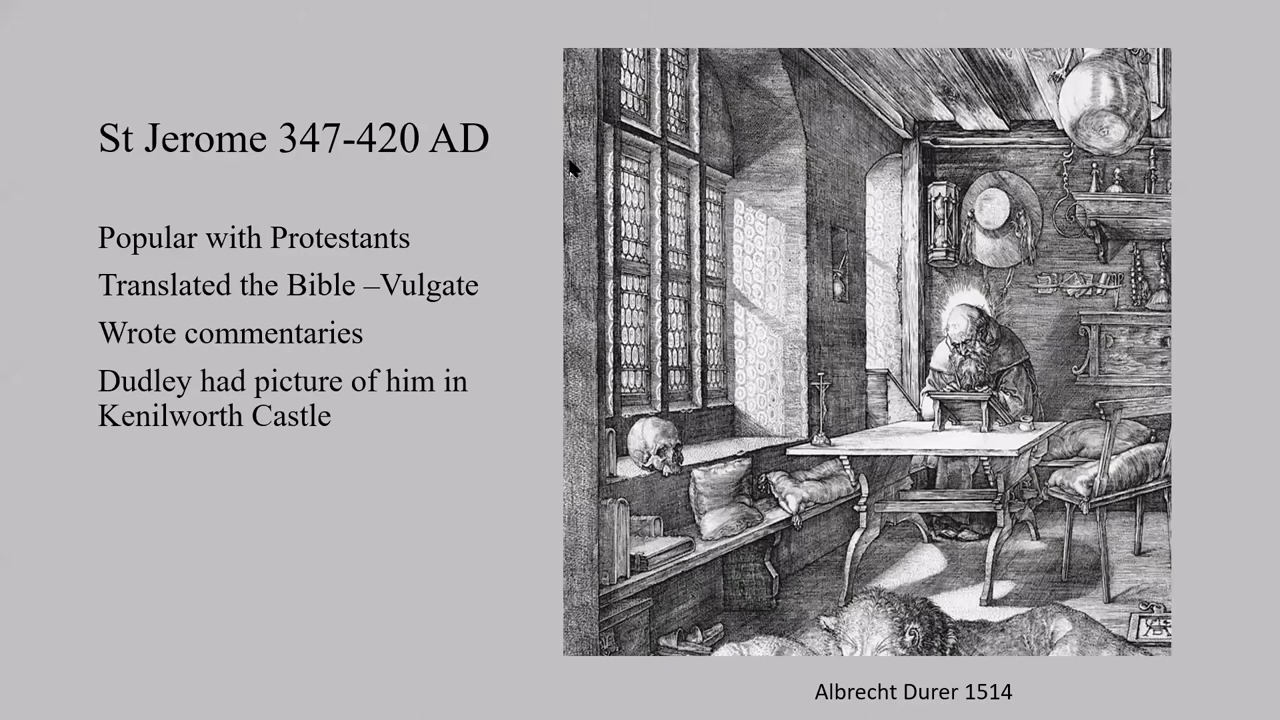 St Jerome 347-420 AD
Popular with Protestants
Translated the Bible –Vulgate
Wrote commentaries
Dudley had picture of him in
Kenilworth Castle
Albrecht Durer 1514